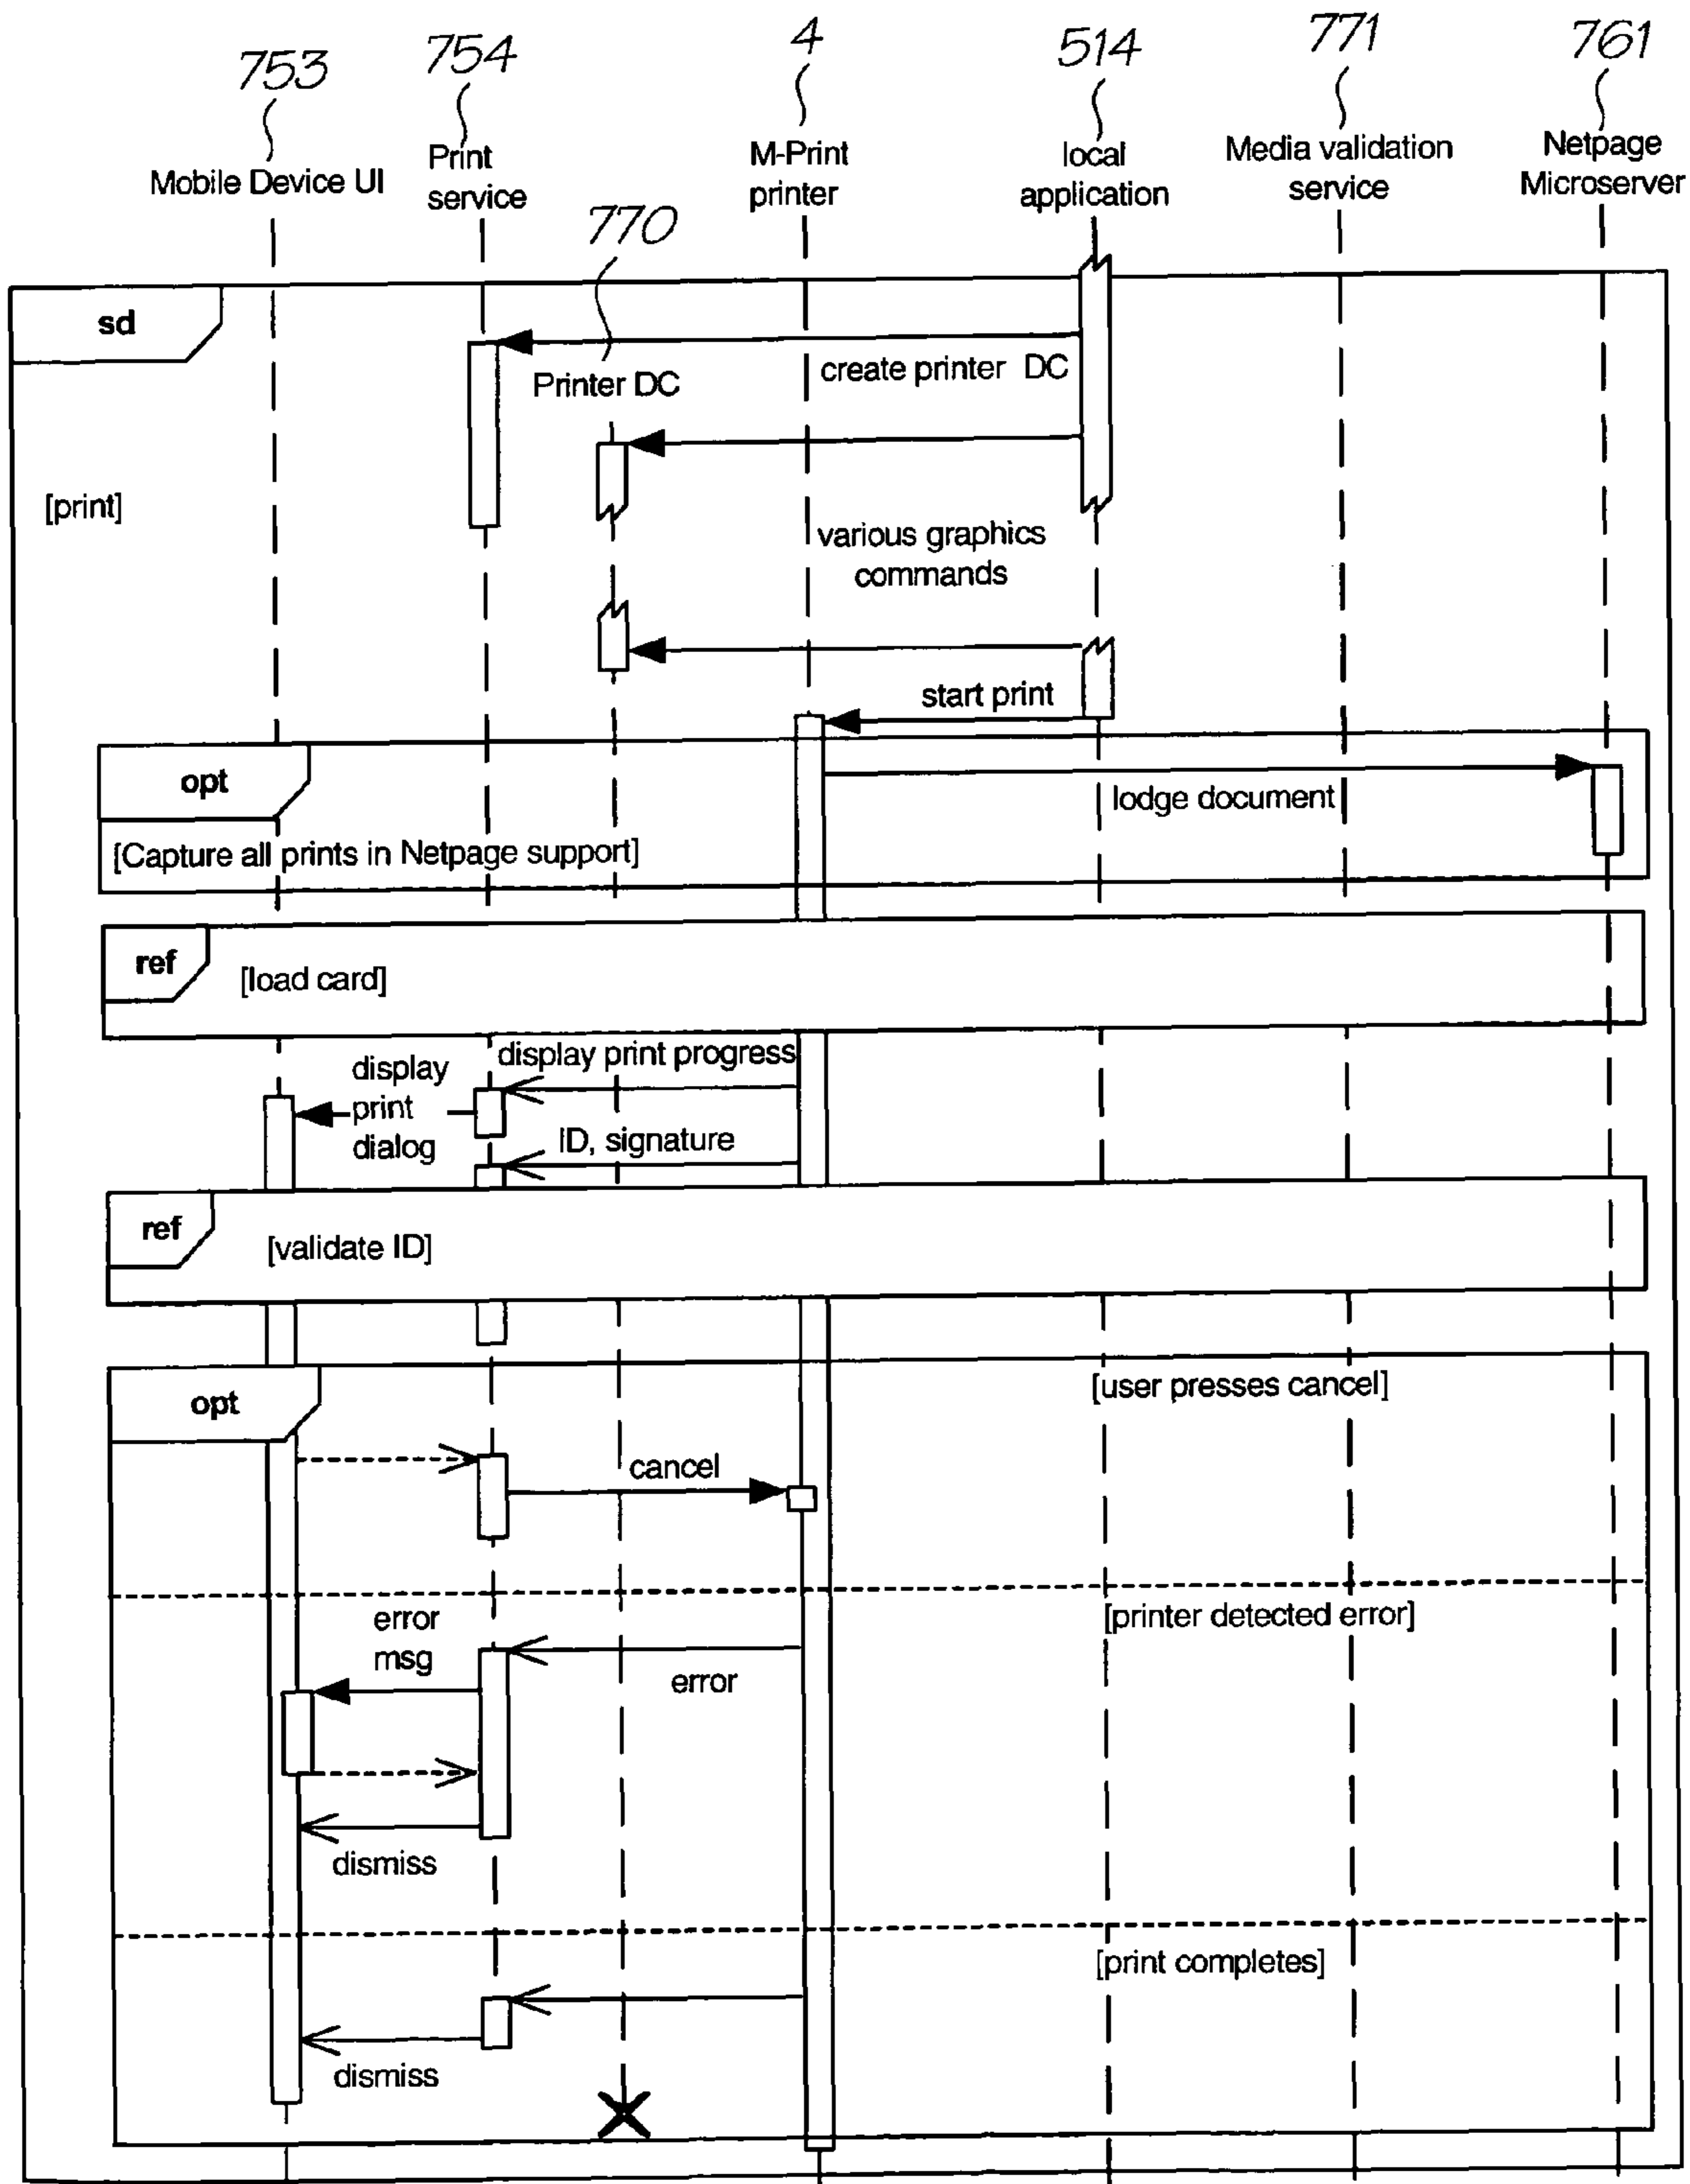 753
754
4
514
771
761
Mobile Device UI
Print
service
M-Print
printer
local
application
Media validation
service
Netpage
Microserver
770
sd
create printer DC
Printer DC
[print]
various graphics
commands
start print
opt
lodge document
[Capture all prints in Netpage support]
ref
[load card]
display print progress
display
print
dialog
ID, signature
ref
[validate ID]
opt
[user presses cancel]
cancel
[printer detected error]
error
msg
error
dismiss
[print completes]
dismiss